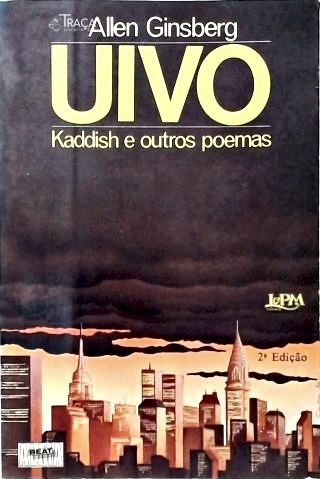 TRAÇA
Allen Ginsberg
UIVO
Kaddish e outros poemas
L&PM
2ª Edição
BEAT